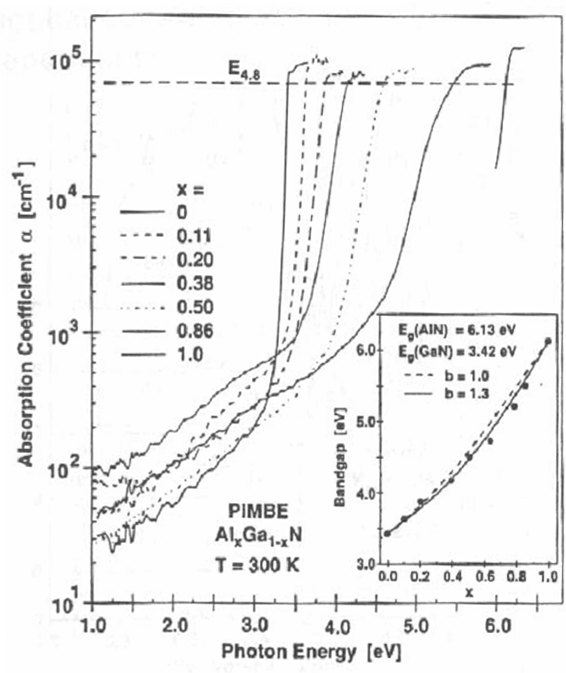 10⁵
10⁴
10³
10²
10¹
Absorption Coefficient α [cm⁻¹]
E4.8
x =
0
0.11
0.20
0.38
0.50
0.86
1.0
PIMBE
AlxGa1-xN
T = 300 K
Eg(AlN) = 6.13 eV
Eg(GaN) = 3.42 eV
b = 1.0
b = 1.3
Bandgap [eV]
6.0
5.0
4.0
3.0
0.0 0.2 0.4 0.6 0.8 1.0
x
1.0 2.0 3.0 4.0 5.0 6.0
Photon Energy [eV]